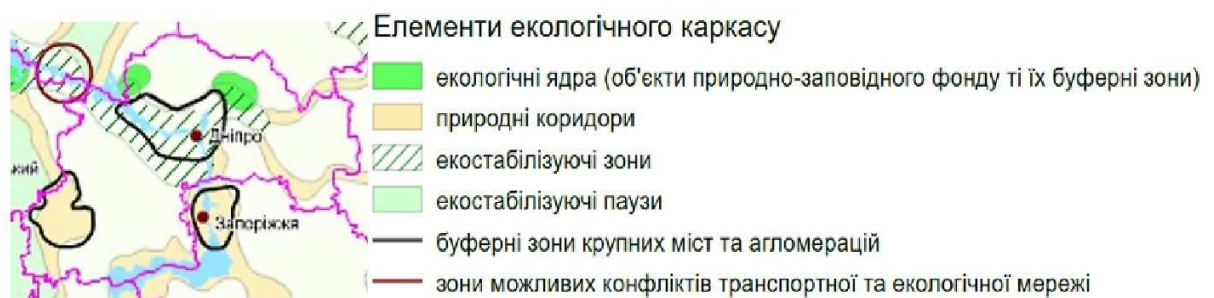 Елементи екологічного каркасу
екологічні ядра (об'єкти природно-заповідного фонду ті їх буферні зони)
природні коридори
екостабілізуючі зони
екостабілізуючі паузи
буферні зони крупних міст та агломерацій
зони можливих конфліктів транспортної та екологічної мережі
Дніпро
ький
Запоріжжя